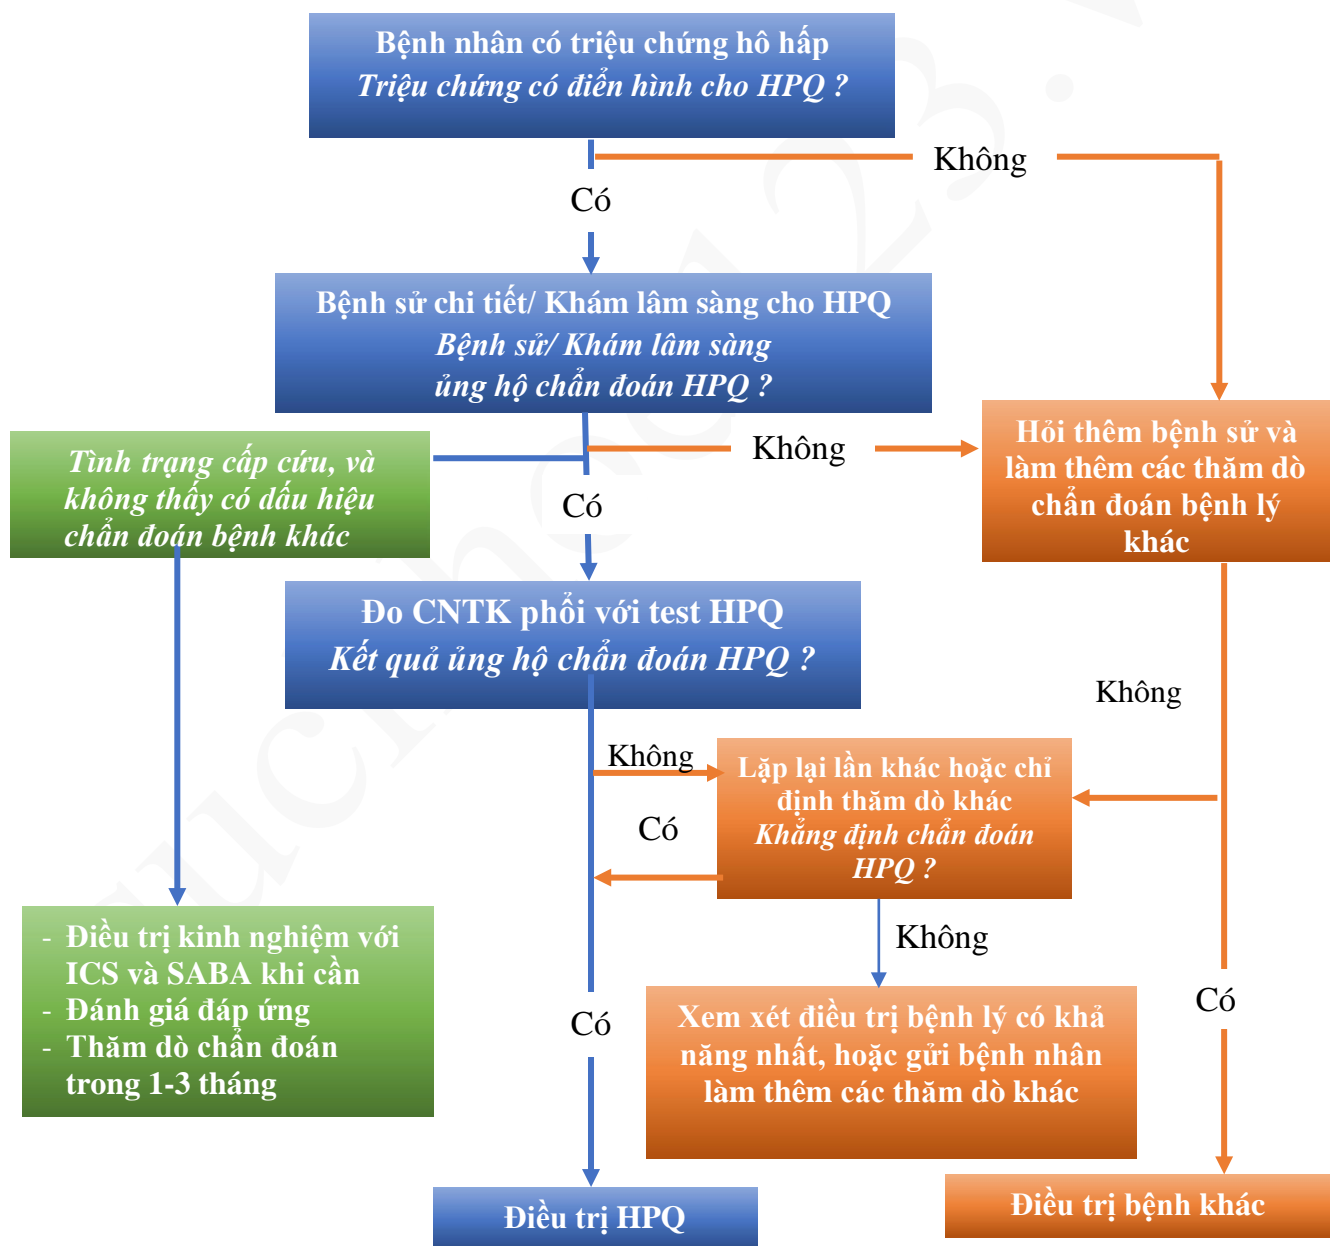 Bệnh nhân có triệu chứng hô hấp
Triệu chứng có điển hình cho HPQ ?
Không
Có
Bệnh sử chi tiết/ Khám lâm sàng cho HPQ
Bệnh sử/ Khám lâm sàng
ủng hộ chẩn đoán HPQ ?
Không
Hỏi thêm bệnh sử và
làm thêm các thăm dò
chẩn đoán bệnh lý
khác
Tình trạng cấp cứu, và
không thấy có dấu hiệu
chẩn đoán bệnh khác
Có
Đo CNTK phổi với test HPQ
Kết quả ủng hộ chẩn đoán HPQ ?
Không
Không
Lặp lại lần khác hoặc chỉ
định thăm dò khác
Khẳng định chẩn đoán
HPQ ?
Có
- Điều trị kinh nghiệm với
ICS và SABA khi cần
- Đánh giá đáp ứng
- Thăm dò chẩn đoán
trong 1-3 tháng
Không
Có
Có
Xem xét điều trị bệnh lý có khả
năng nhất, hoặc gửi bệnh nhân
làm thêm các thăm dò khác
Điều trị HPQ
Điều trị bệnh khác